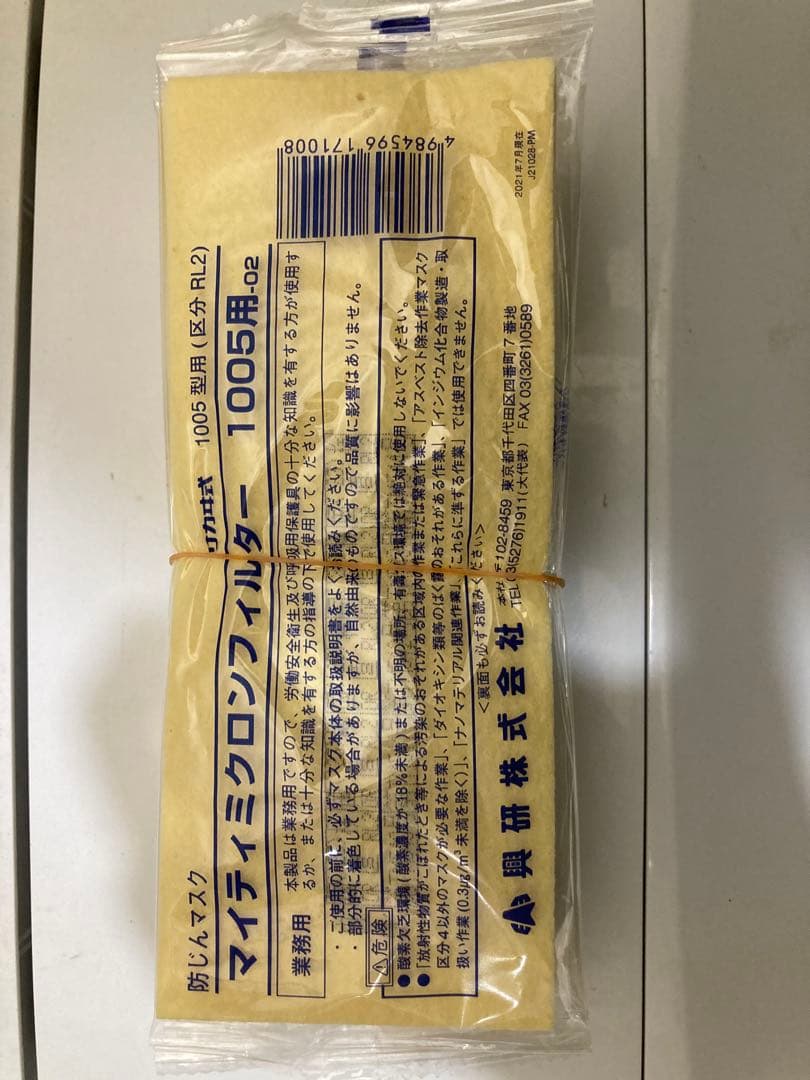 防じんマスク
サカヰ式 1005型用(区分 RL2)
マイティミクロンフィルター 1005用-02
業務用
本製品は業務用ですので、労働安全衛生及び呼吸用保護具の十分な知識を有する方が使用す
るか、または十分な知識を有する方の指導の下で使用してください。
・ご使用の前に、必ずマスク本体の取扱説明書をよくお読みください。
・部分的に着色している場合がありますが、自然由来のものですので品質に影響はありません。
⚠危険
●酸素欠乏環境(酸素濃度が18%未満)または不明の場所、有毒ガス環境では絶対に使用しないでください。
●「放射性物質がこぼれたとき等による汚染のおそれがある区域内の作業または緊急作業」、「アスベスト除去作業マスク
区分4以外のマスクが必要な作業」、「ダイオキシン類等のばく露のおそれがある作業」、「インジウム化合物製造・取
扱い作業(0.3μg/m³未満を除く)」、「ナノマテリアル関連作業」、「これらに準ずる作業」では使用できません。
<裏面も必ずお読みください>
興研株式会社
本社 〒102-8459 東京都千代田区四番町7番地
TEL 03(5276)1911(大代表) FAX 03(3261)0589
4 984596 171008
2021年7月現在
J21028-PM